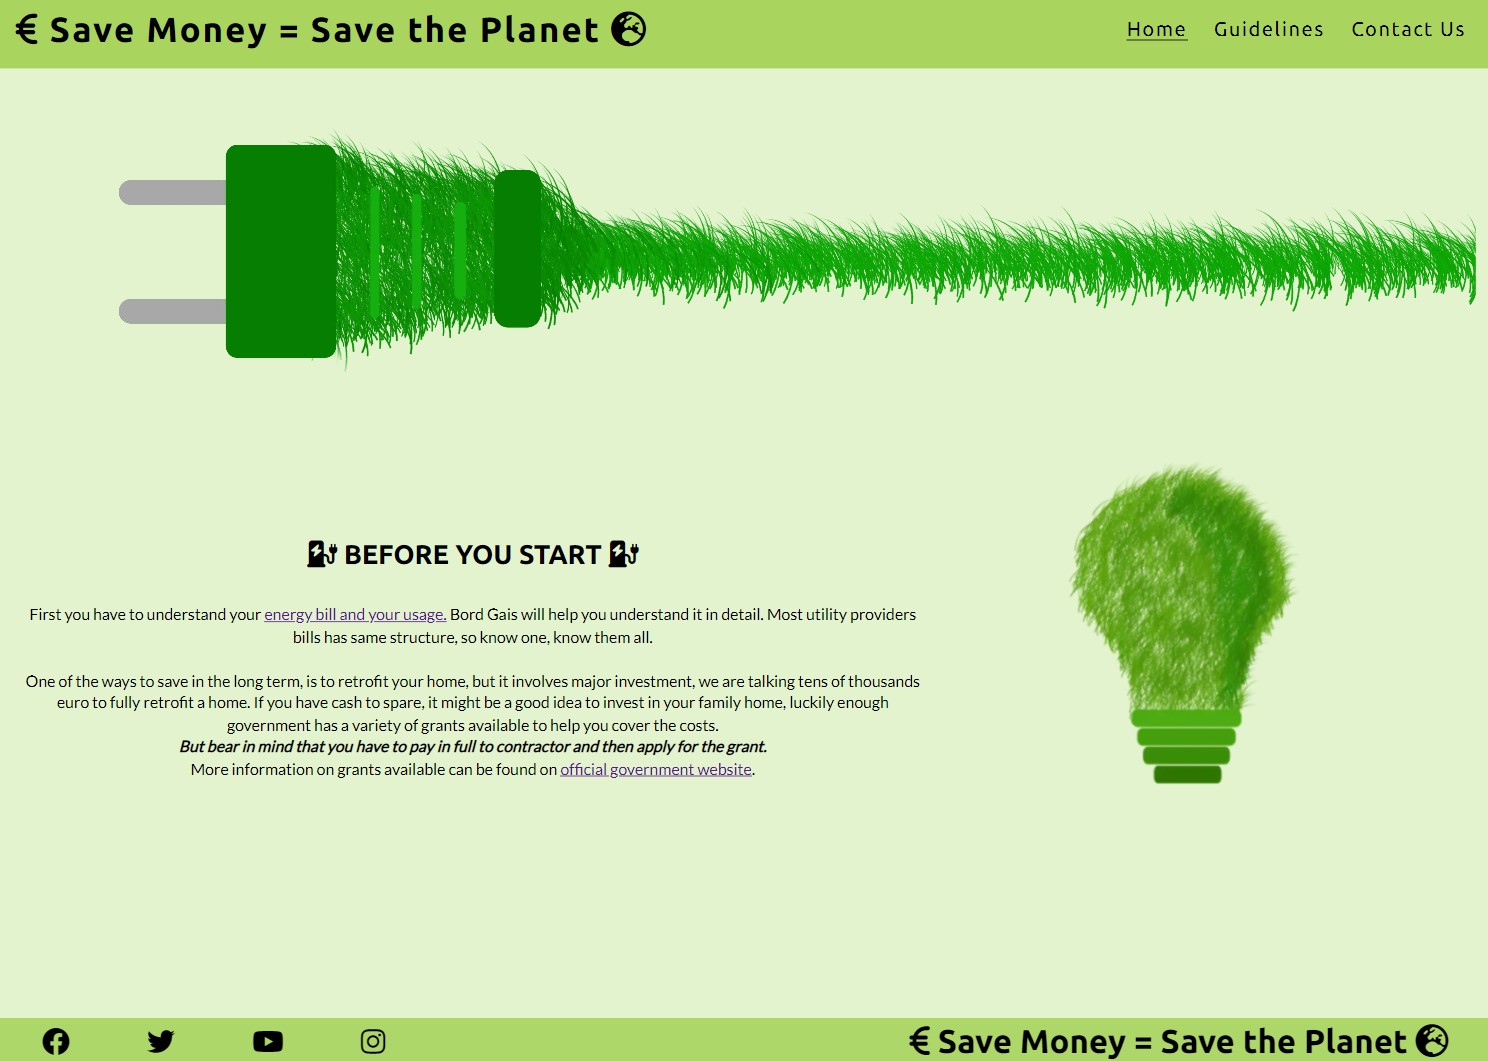 € Save Money = Save the Planet
Home Guidelines Contact Us
BEFORE YOU START
First you have to understand your energy bill and your usage. Bord Gais will help you understand it in detail. Most utility providers
bills has same structure, so know one, know them all.
One of the ways to save in the long term, is to retrofit your home, but it involves major investment, we are talking tens of thousands
euro to fully retrofit a home. If you have cash to spare, it might be a good idea to invest in your family home, luckily enough
government has a variety of grants available to help you cover the costs.
But bear in mind that you have to pay in full to contractor and then apply for the grant.
More information on grants available can be found on official government website.
€ Save Money = Save the Planet